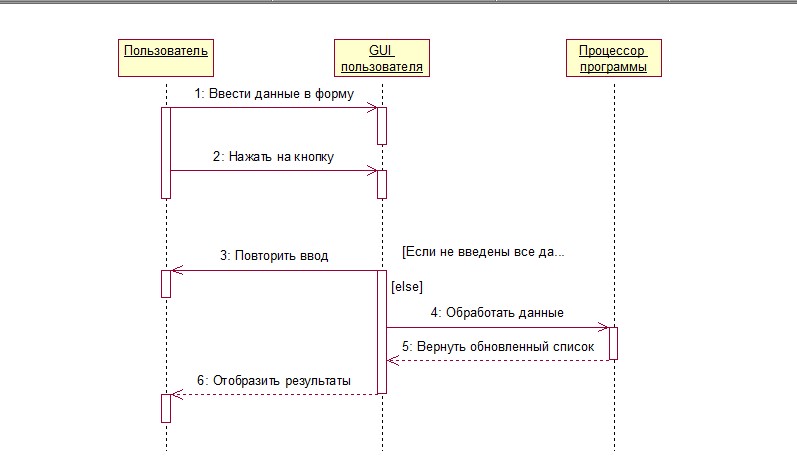 Пользователь
GUI
пользователя
Процессор
программы
1: Ввести данные в форму
2: Нажать на кнопку
[Если не введены все да...
3: Повторить ввод
[else]
4: Обработать данные
5: Вернуть обновленный список
6: Отобразить результаты